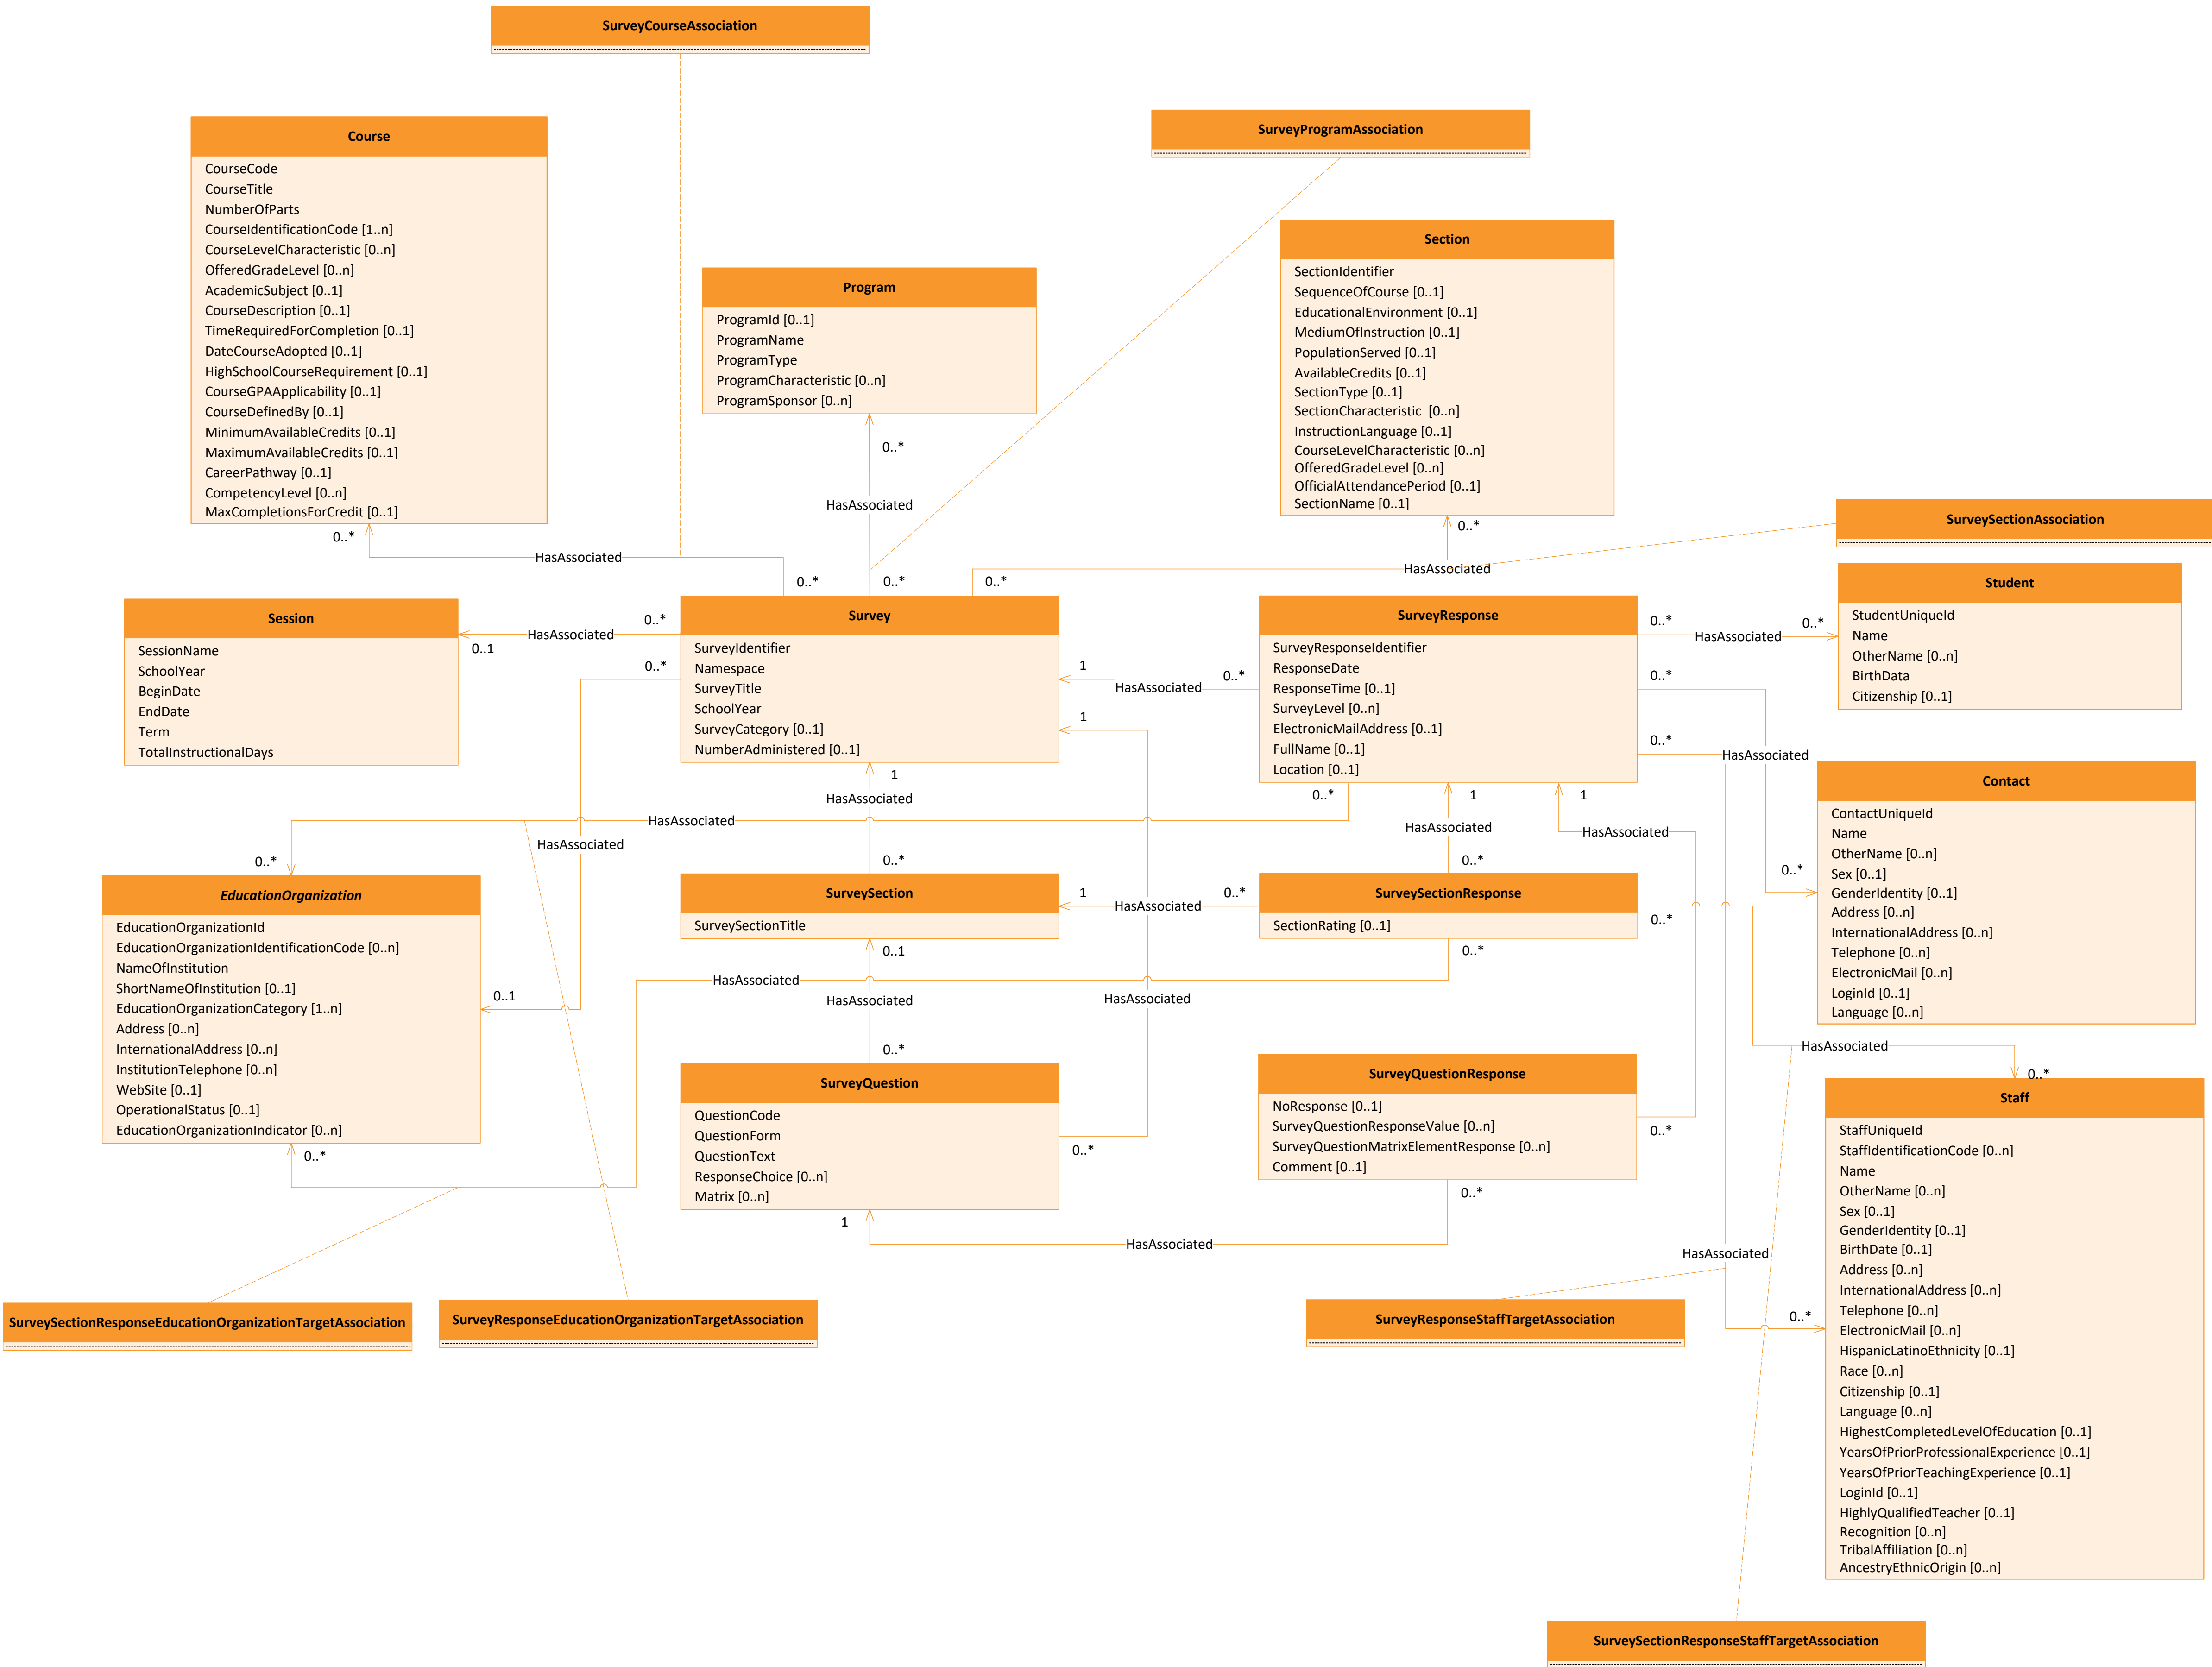 SurveyCourseAssociation
SurveyProgramAssociation
Course
CourseCode
CourseTitle
NumberOfParts
CourseIdentificationCode [1..n]
CourseLevelCharacteristic [0..n]
OfferedGradeLevel [0..n]
AcademicSubject [0..1]
CourseDescription [0..1]
TimeRequiredForCompletion [0..1]
DateCourseAdopted [0..1]
HighSchoolCourseRequirement [0..1]
CourseGPAApplicability [0..1]
CourseDefinedBy [0..1]
MinimumAvailableCredits [0..1]
MaximumAvailableCredits [0..1]
CareerPathway [0..1]
CompetencyLevel [0..n]
MaxCompletionsForCredit [0..1]
0..*
HasAssociated
0..*
Program
ProgramId [0..1]
ProgramName
ProgramType
ProgramCharacteristic [0..n]
ProgramSponsor [0..n]
0..*
HasAssociated
0..*
Section
SectionIdentifier
SequenceOfCourse [0..1]
EducationalEnvironment [0..1]
MediumOfInstruction [0..1]
PopulationServed [0..1]
AvailableCredits [0..1]
SectionType [0..1]
SectionCharacteristic  [0..n]
InstructionLanguage [0..1]
CourseLevelCharacteristic [0..n]
OfferedGradeLevel [0..n]
OfficialAttendancePeriod [0..1]
SectionName [0..1]
0..*
HasAssociated
0..*
SurveySectionAssociation
Session
SessionName
SchoolYear
BeginDate
EndDate
Term
TotalInstructionalDays
0..1
HasAssociated
0..*
0..*
Survey
SurveyIdentifier
Namespace
SurveyTitle
SchoolYear
SurveyCategory [0..1]
NumberAdministered [0..1]
1
HasAssociated
0..*
1
1
HasAssociated
0..*
SurveyResponse
SurveyResponseIdentifier
ResponseDate
ResponseTime [0..1]
SurveyLevel [0..n]
ElectronicMailAddress [0..1]
FullName [0..1]
Location [0..1]
0..*
HasAssociated
0..*
0..*
0..*
HasAssociated
Student
StudentUniqueId
Name
OtherName [0..n]
BirthData
Citizenship [0..1]
Contact
ContactUniqueId
Name
OtherName [0..n]
Sex [0..1]
GenderIdentity [0..1]
Address [0..n]
InternationalAddress [0..n]
Telephone [0..n]
ElectronicMail [0..n]
LoginId [0..1]
Language [0..n]
0..*
0..*
1
1
HasAssociated
HasAssociated
HasAssociated
HasAssociated
0..*
0..*
EducationOrganization
EducationOrganizationId
EducationOrganizationIdentificationCode [0..n]
NameOfInstitution
ShortNameOfInstitution [0..1]
EducationOrganizationCategory [1..n]
Address [0..n]
InternationalAddress [0..n]
InstitutionTelephone [0..n]
WebSite [0..1]
OperationalStatus [0..1]
EducationOrganizationIndicator [0..n]
0..1
0..*
SurveySection
SurveySectionTitle
1
HasAssociated
0..*
SurveySectionResponse
SectionRating [0..1]
0..*
0..*
0..1
HasAssociated
HasAssociated
HasAssociated
0..*
SurveyQuestion
QuestionCode
QuestionForm
QuestionText
ResponseChoice [0..n]
Matrix [0..n]
0..*
1
HasAssociated
SurveyQuestionResponse
NoResponse [0..1]
SurveyQuestionResponseValue [0..n]
SurveyQuestionMatrixElementResponse [0..n]
Comment [0..1]
0..*
0..*
HasAssociated
0..*
HasAssociated
0..*
Staff
StaffUniqueId
StaffIdentificationCode [0..n]
Name
OtherName [0..n]
Sex [0..1]
GenderIdentity [0..1]
BirthDate [0..1]
Address [0..n]
InternationalAddress [0..n]
Telephone [0..n]
ElectronicMail [0..n]
HispanicLatinoEthnicity [0..1]
Race [0..n]
Citizenship [0..1]
Language [0..n]
HighestCompletedLevelOfEducation [0..1]
YearsOfPriorProfessionalExperience [0..1]
YearsOfPriorTeachingExperience [0..1]
LoginId [0..1]
HighlyQualifiedTeacher [0..1]
Recognition [0..n]
TribalAffiliation [0..n]
AncestryEthnicOrigin [0..n]
SurveySectionResponseEducationOrganizationTargetAssociation
SurveyResponseEducationOrganizationTargetAssociation
SurveyResponseStaffTargetAssociation
SurveySectionResponseStaffTargetAssociation